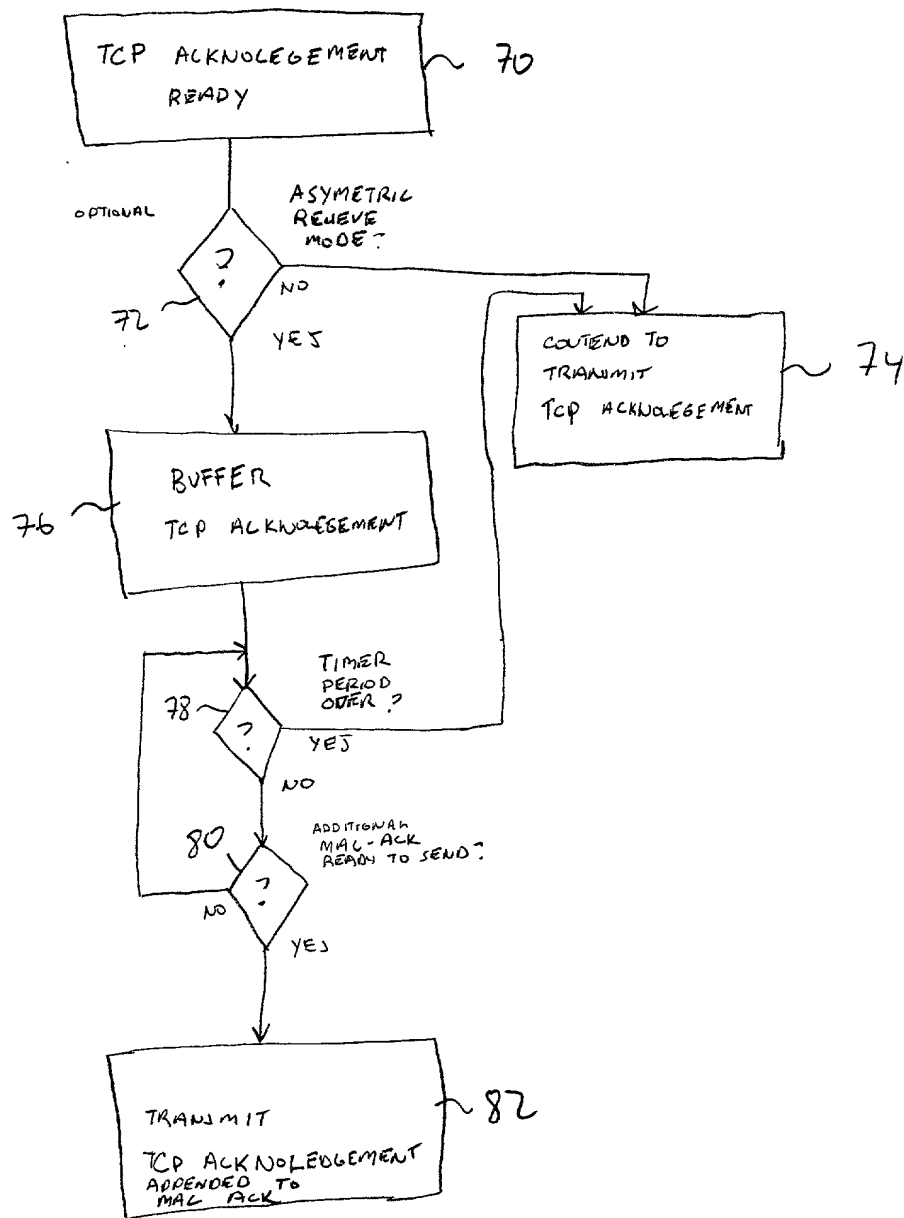 TCP ACKNOLEGEMENT
READY
70
OPTIONAL
ASYMETRIC
RECIEVE
MODE?
?
72
NO
YES
CONTEND TO
TRANSMIT
TCP ACKNOLEGEMENT
74
BUFFER
TCP ACKNOLEGEMENT
76
TIMER
PERIOD
OVER?
78
?
YES
NO
ADDITIONAL
MAC-ACK
READY TO SEND?
80
?
NO
YES
TRANSMIT
TCP ACKNOLEDGEMENT
APPENDED TO
MAC ACK
82